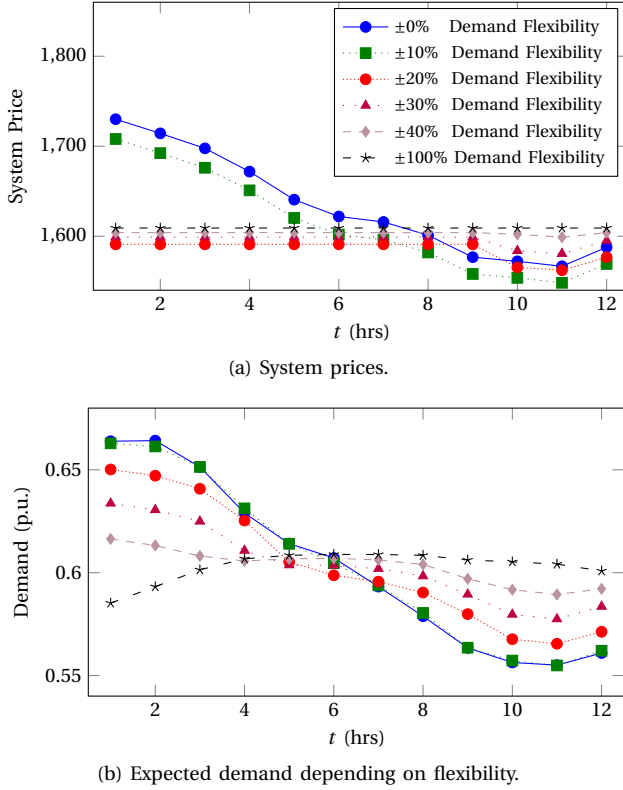 ±0% Demand Flexibility
±10% Demand Flexibility
±20% Demand Flexibility
±30% Demand Flexibility
±40% Demand Flexibility
±100% Demand Flexibility
System Price
1,800
1,700
1,600
2 4 6 8 10 12
t (hrs)
(a) System prices.
Demand (p.u.)
0.65
0.6
0.55
2 4 6 8 10 12
t (hrs)
(b) Expected demand depending on flexibility.